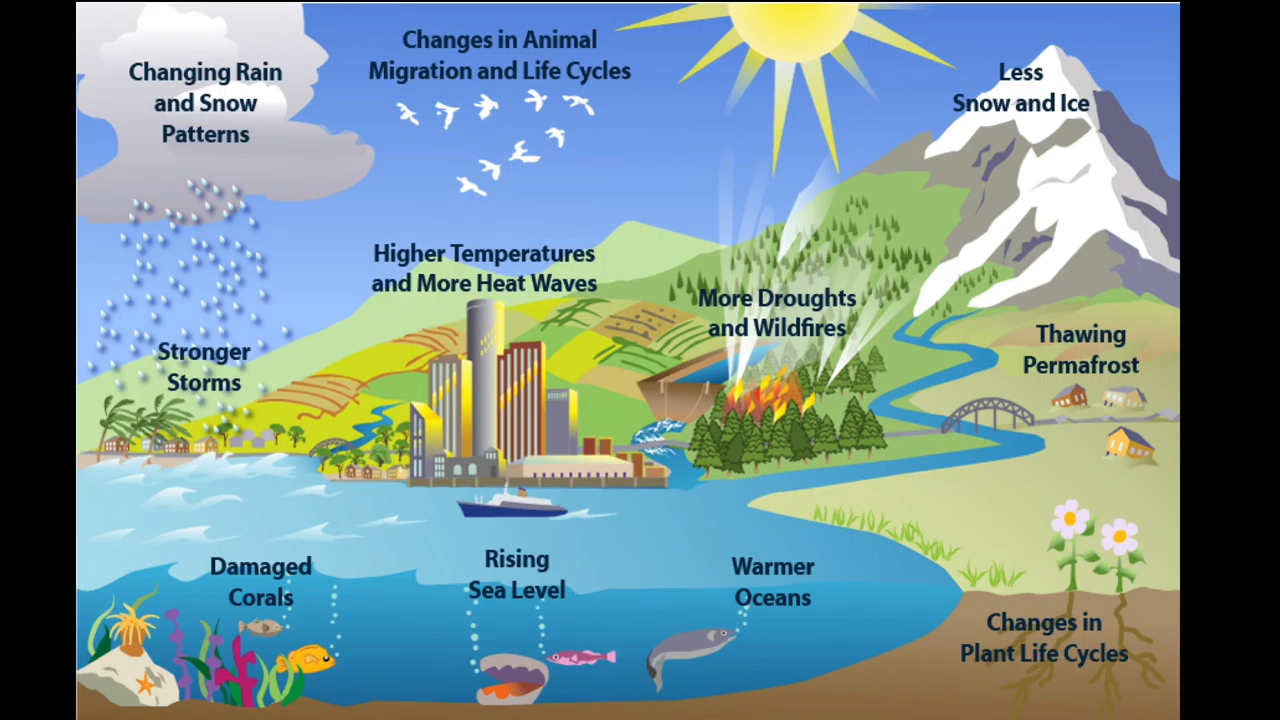 Changes in Animal
Migration and Life Cycles
Changing Rain
and Snow
Patterns
Less
Snow and Ice
Higher Temperatures
and More Heat Waves
More Droughts
and Wildfires
Thawing
Permafrost
Stronger
Storms
Damaged
Corals
Rising
Sea Level
Warmer
Oceans
Changes in
Plant Life Cycles